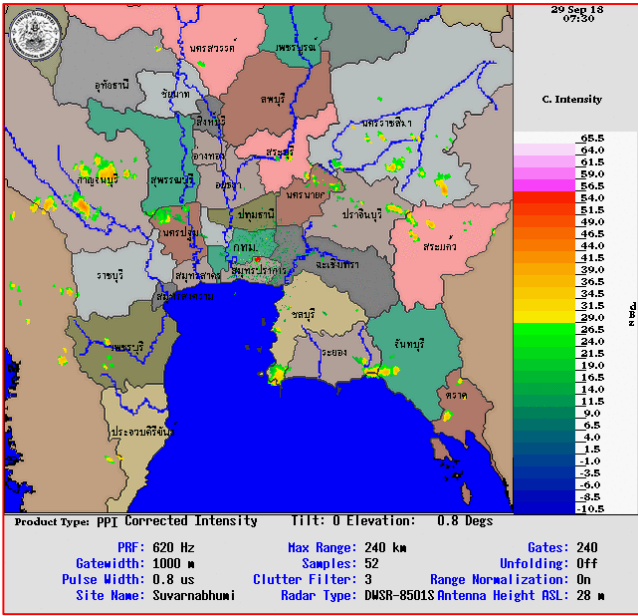 29 Sep 18
07:30
C. Intensity
65.5
64.0
61.5
59.0
56.5
54.0
51.5
49.0
46.5
44.0
41.5
39.0
36.5
34.0
31.5
29.0
26.5
24.0
21.5
19.0
16.5
14.0
11.5
9.0
6.5
4.0
1.5
-1.0
-3.5
-6.0
-8.5
-10.5
dBz
นครสวรรค์
เพชรบูรณ์
อุทัยธานี
ชัยนาท
ลพบุรี
สิงห์บุรี
นครราชสีมา
อ่างทอง
สระบุรี
กาญจนบุรี
สุพรรณบุรี
อยุธยา
นครนายก
ปราจีนบุรี
ปทุมธานี
นครปฐม
กทม.
สระแก้ว
ฉะเชิงเทรา
ราชบุรี
สมุทรสาคร
สมุทรปราการ
สมุทรสงคราม
ชลบุรี
เพชรบุรี
ระยอง
จันทบุรี
ตราด
ประจวบคีรีขันธ์
Product Type: PPI Corrected Intensity Tilt: 0 Elevation: 0.8 Degs
PRF: 620 Hz Max Range: 240 km Gates: 240
Gatewidth: 1000 m Samples: 52 Unfolding: Off
Pulse Width: 0.8 us Clutter Filter: 3 Range Normalization: On
Site Name: Suvarnabhumi Radar Type: DWSR-8501S Antenna Height ASL: 28 m